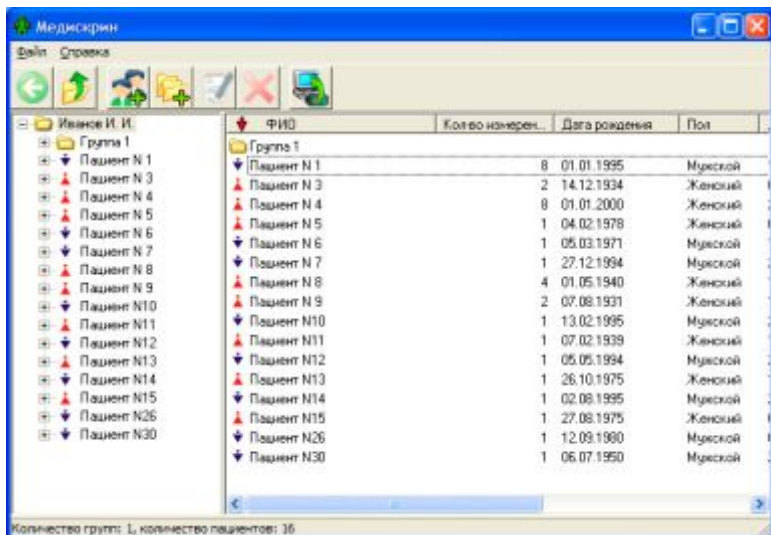 Медискрин
Файл Справка
Иванов И. И.
Группа 1
Пациент N 1
Пациент N 3
Пациент N 4
Пациент N 5
Пациент N 6
Пациент N 7
Пациент N 8
Пациент N 9
Пациент N10
Пациент N11
Пациент N12
Пациент N13
Пациент N14
Пациент N15
Пациент N26
Пациент N30
ФИО Кол-во измерен... Дата рождения Пол
Группа 1
Пациент N 1 8 01.01.1995 Мужской
Пациент N 3 2 14.12.1934 Женский
Пациент N 4 8 01.01.2000 Женский
Пациент N 5 1 04.02.1978 Женский
Пациент N 6 1 05.03.1971 Мужской
Пациент N 7 1 27.12.1994 Мужской
Пациент N 8 4 01.05.1940 Женский
Пациент N 9 2 07.08.1931 Женский
Пациент N10 1 13.02.1995 Мужской
Пациент N11 1 07.02.1939 Женский
Пациент N12 1 05.05.1994 Мужской
Пациент N13 1 26.10.1975 Женский
Пациент N14 1 02.08.1995 Мужской
Пациент N15 1 27.08.1975 Женский
Пациент N26 1 12.09.1980 Мужской
Пациент N30 1 06.07.1950 Мужской
Количество групп: 1, количество пациентов: 16